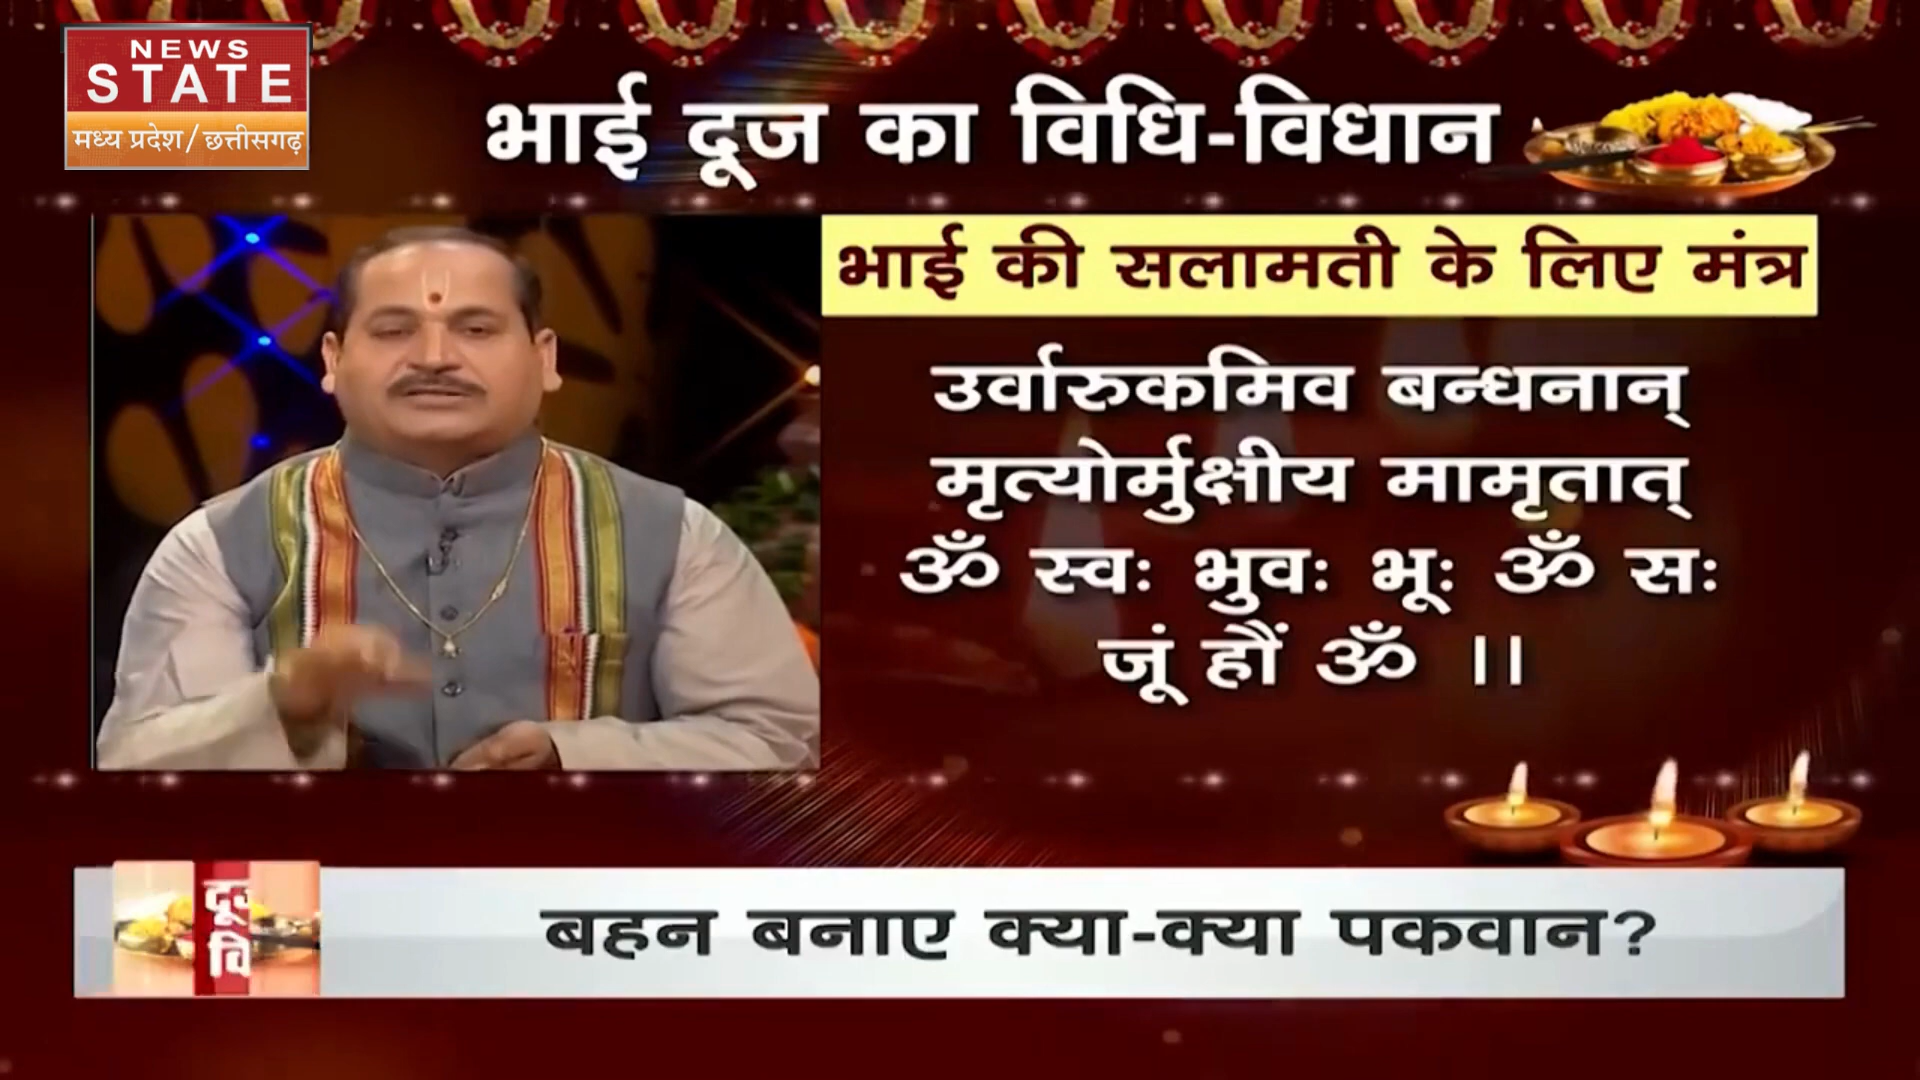 NEWS
STATE
मध्य प्रदेश/छत्तीसगढ़
भाई दूज का विधि-विधान
भाई की सलामती के लिए मंत्र
उर्वारुकमिव बन्धनान्
मृत्योर्मुक्षीय मामृतात्
ॐ स्वः भुवः भूः ॐ सः
जूं हौं ॐ ।।
बहन बनाए क्या-क्या पकवान?